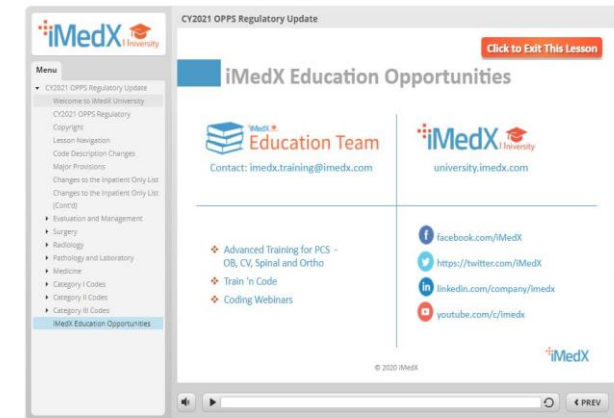 CY2021 OPPS Regulatory Update
iMedX University
Menu
CY2021 OPPS Regulatory Update
Welcome to iMedX University
CY2021 OPPS Regulatory
Copyright
Lesson Navigation
Code Description Changes
Major Provisions
Changes to the Inpatient Only List
Changes to the Inpatient Only List
(Cont'd)
Evaluation and Management
Surgery
Radiology
Pathology and Laboratory
Medicine
Category I Codes
Category II Codes
Category III Codes
iMedX Education Opportunities
Click to Exit This Lesson
iMedX Education Opportunities
iMedX
Education Team
Contact: imedx.training@imedx.com
iMedX University
university.imedx.com
Advanced Training for PCS -
OB, CV, Spinal and Ortho
Train 'n Code
Coding Webinars
facebook.com/iMedX
https://twitter.com/iMedX
linkedin.com/company/imedx
youtube.com/c/imedx
iMedX
© 2020 iMedX
PREV